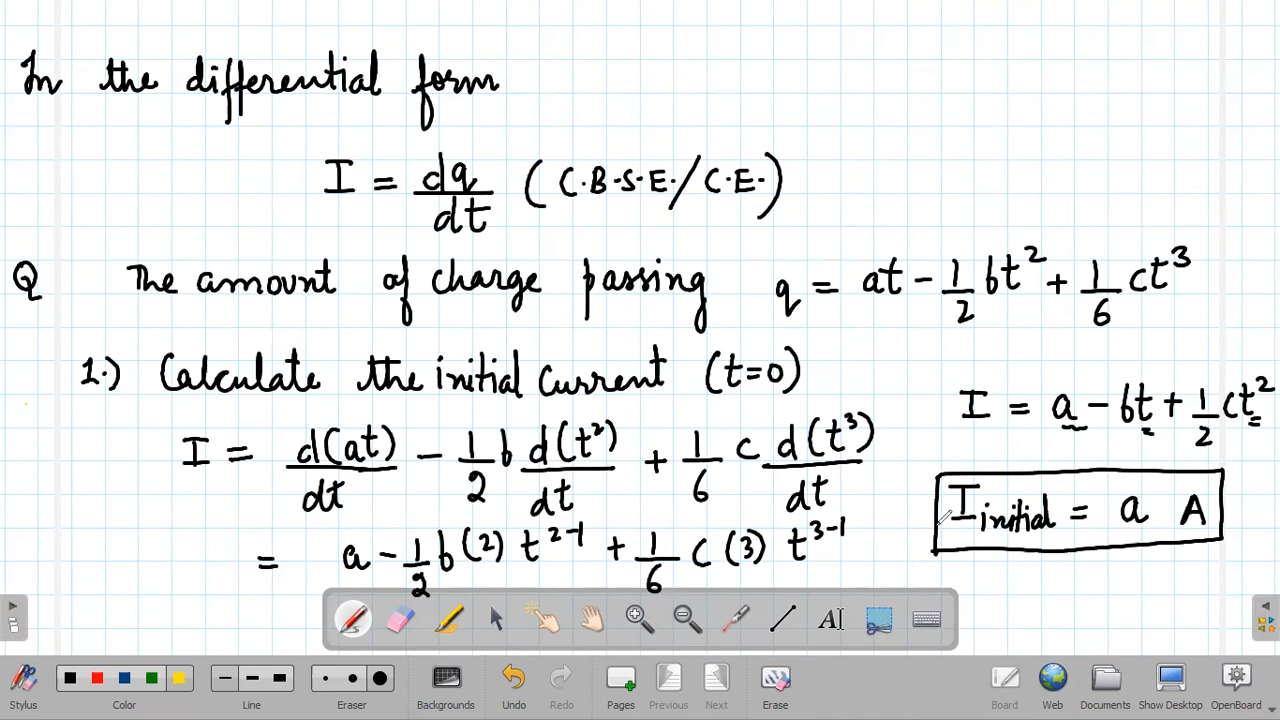 In the differential form
I = dq/dt (C.B.S.E./C.E.)
Q The amount of charge passing q = at - 1/2 bt² + 1/6 ct³
1.) Calculate the initial current (t=0)
I = d(at)/dt - 1/2 b d(t²)/dt + 1/6 c d(t³)/dt
= a - 1/2 b(2) t²⁻¹ + 1/6 c(3) t³⁻¹
I = a - bt + 1/2 ct²
I initial = a A
Stylus Color Line Eraser Backgrounds Undo Redo Pages Previous Next Erase Board Web Documents Show Desktop OpenBoard